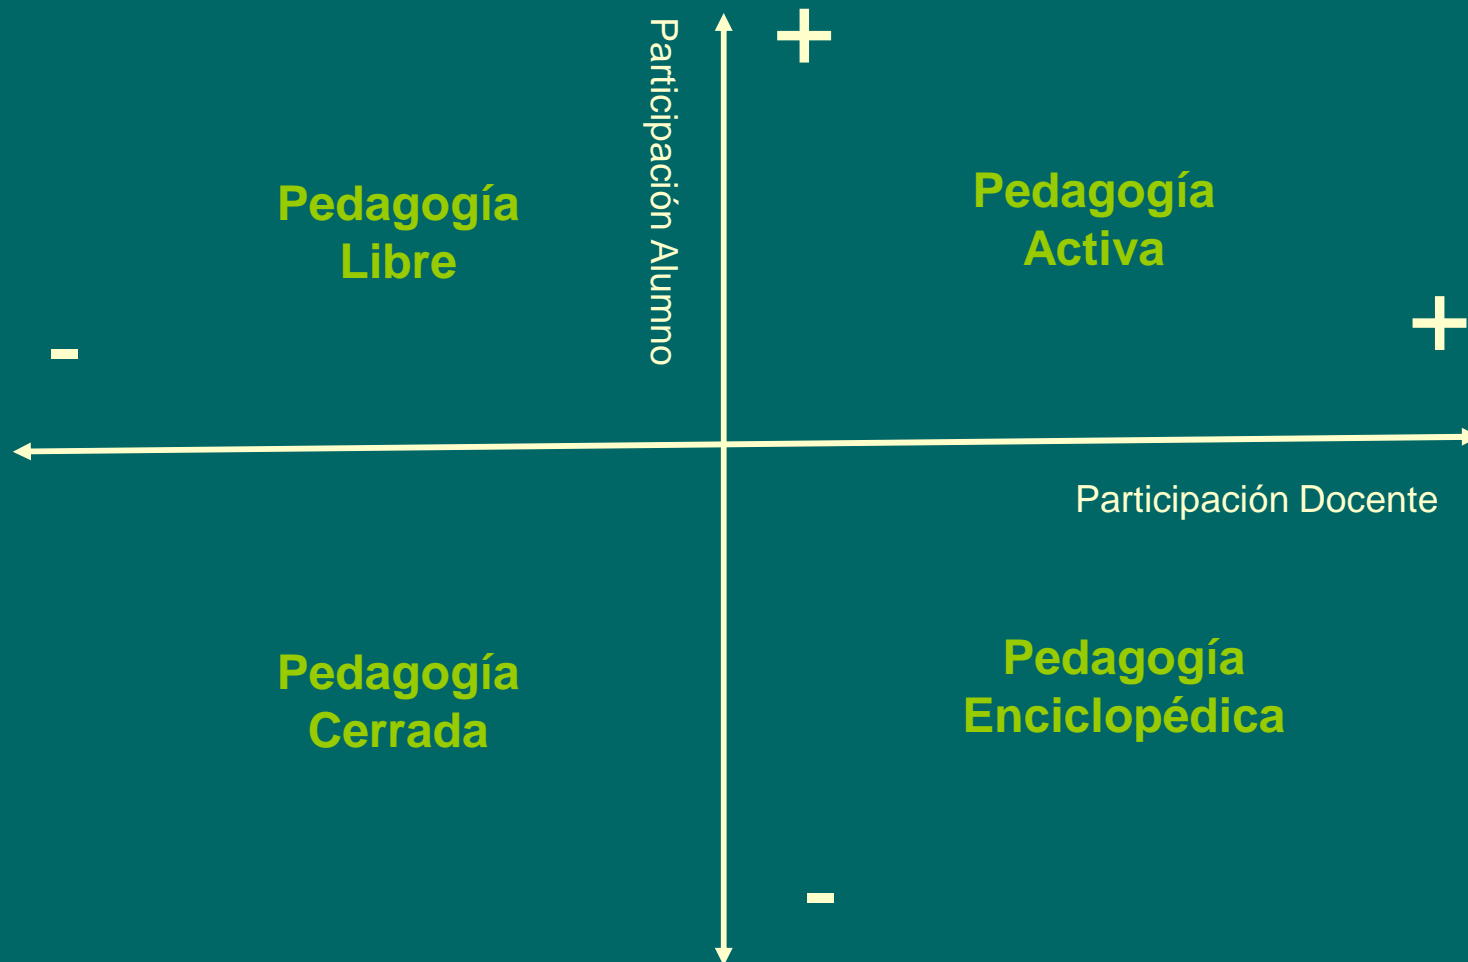 +
Participación Alumno
Pedagogía
Libre
Pedagogía
Activa
-
+
Participación Docente
Pedagogía
Cerrada
Pedagogía
Enciclopédica
-